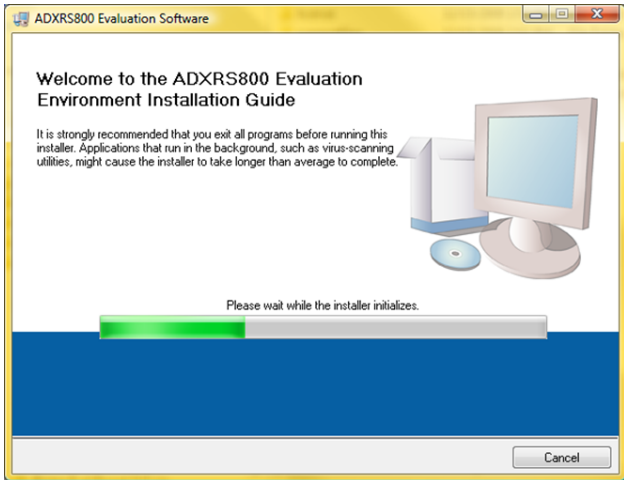 ADXRS800 Evaluation Software
Welcome to the ADXRS800 Evaluation
Environment Installation Guide
It is strongly recommended that you exit all programs before running this
installer. Applications that run in the background, such as virus-scanning
utilities, might cause the installer to take longer than average to complete.
Please wait while the installer initializes.
Cancel